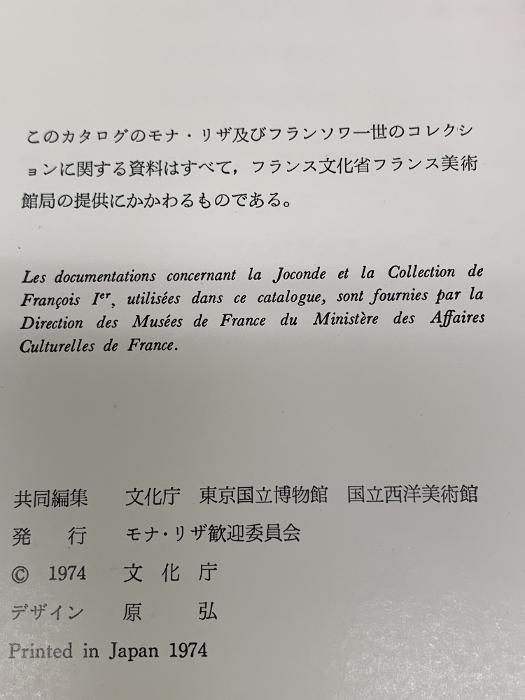 このカタログのモナ・リザ及びフランソワ一世のコレクシ
ョンに関する資料はすべて，フランス文化省フランス美術
館局の提供にかかわるものである。
Les documentations concernant la Joconde et la Collection de
François Ier, utilisées dans ce catalogue, sont fournies par la
Direction des Musées de France du Ministère des Affaires
Culturelles de France.
共同編集 文化庁 東京国立博物館 国立西洋美術館
発 行 モナ・リザ歓迎委員会
© 1974 文 化 庁
デザイン 原 弘
Printed in Japan 1974